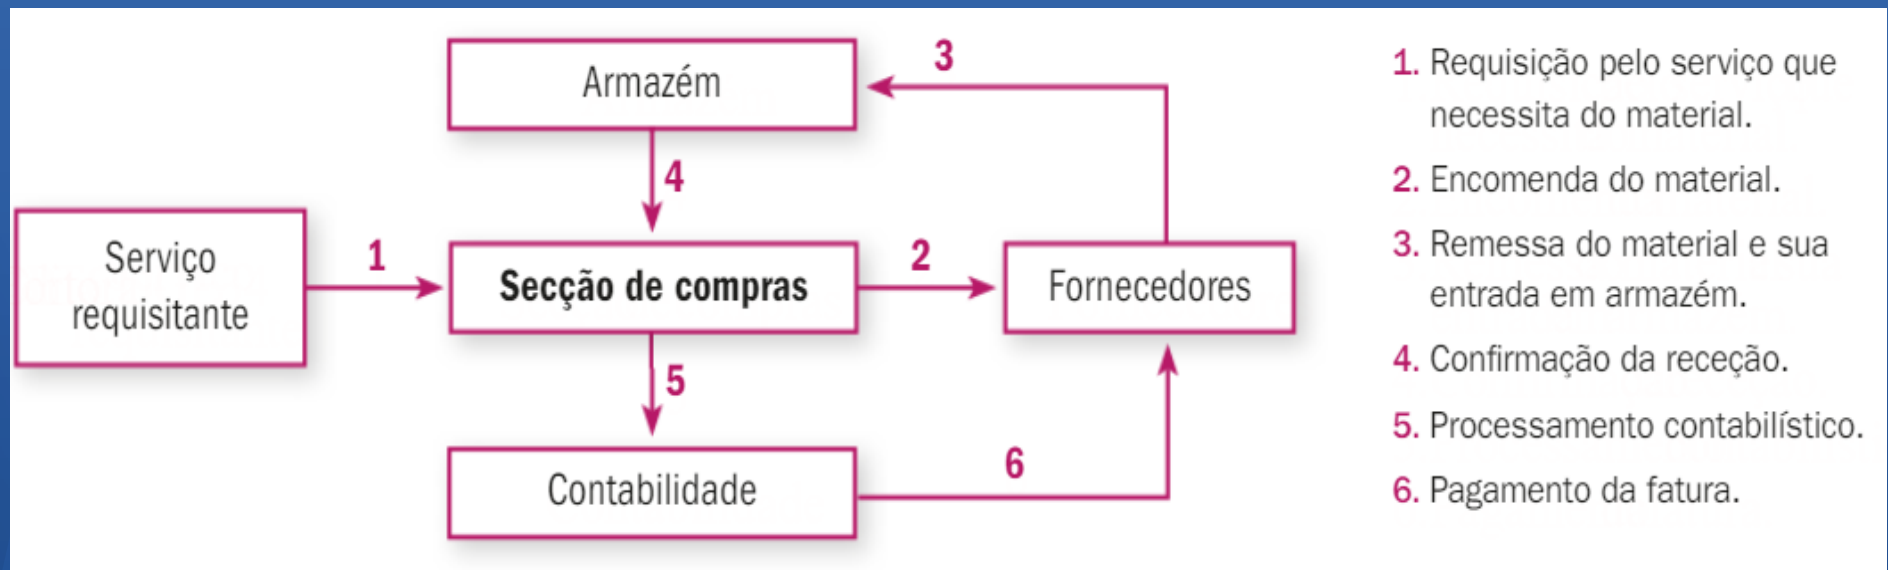 Armazém
3
4
Serviço
requisitante
1
Secção de compras
2
Fornecedores
5
Contabilidade
6
1. Requisição pelo serviço que
necessita do material.
2. Encomenda do material.
3. Remessa do material e sua
entrada em armazém.
4. Confirmação da receção.
5. Processamento contabilístico.
6. Pagamento da fatura.